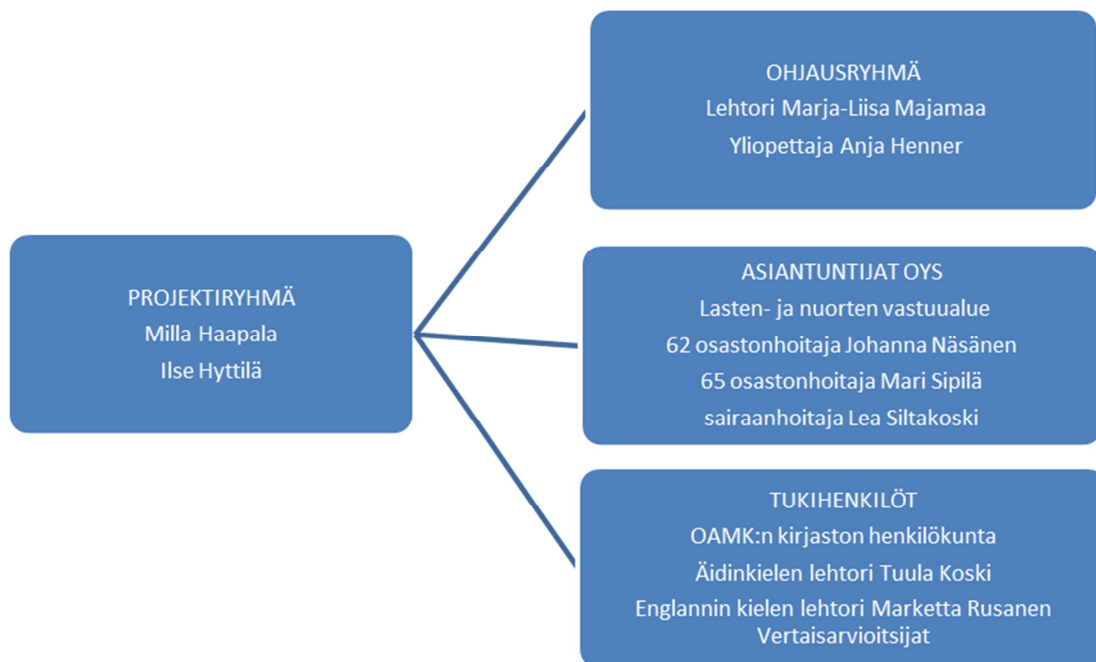 OHJAUSRYHMÄ
Lehtori Marja-Liisa Majamaa
Yliopettaja Anja Henner
PROJEKTIRYHMÄ
Milla Haapala
Ilse Hyttilä
ASIANTUNTIJAT OYS
Lasten- ja nuorten vastuualue
62 osastonhoitaja Johanna Näsänen
65 osastonhoitaja Mari Sipilä
sairaanhoitaja Lea Siltakoski
TUKIHENKILÖT
OAMK:n kirjaston henkilökunta
Äidinkielen lehtori Tuula Koski
Englannin kielen lehtori Marketta Rusanen
Vertaisarvioitsijat